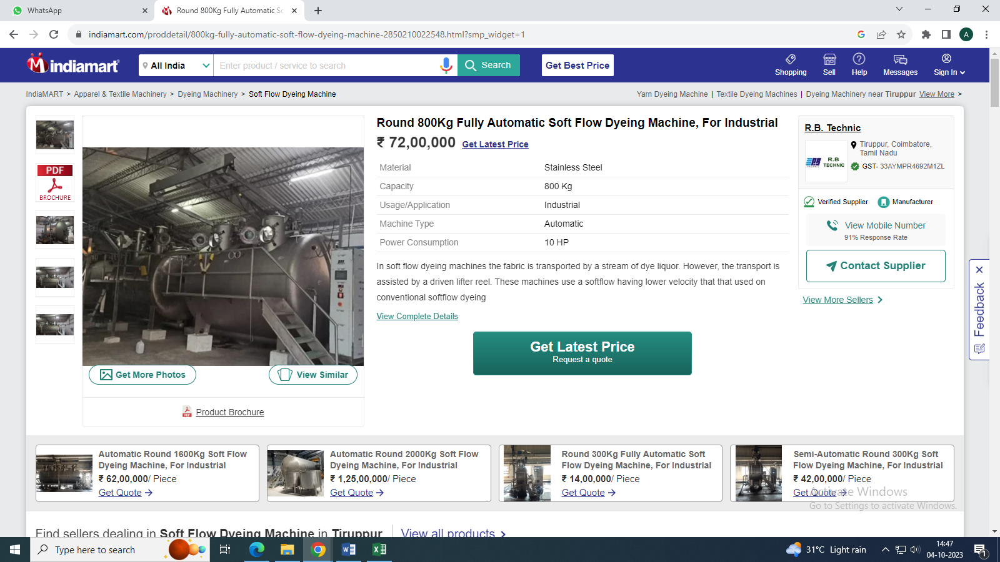 WhatsApp
Round 800Kg Fully Automatic So
indiamart.com/proddetail/800kg-fully-automatic-soft-flow-dyeing-machine-2850210022548.html?smp_widget=1
A
indiamart
All India
Enter product / service to search
Search
Get Best Price
Shopping
Sell
Help
Messages
Sign In
IndiaMART > Apparel & Textile Machinery > Dyeing Machinery > Soft Flow Dyeing Machine
Yarn Dyeing Machine | Textile Dyeing Machines | Dyeing Machinery near Tiruppur View More >
PDF
BROCHURE
Get More Photos
View Similar
Product Brochure
Round 800Kg Fully Automatic Soft Flow Dyeing Machine, For Industrial
₹ 72,00,000 Get Latest Price
Material Stainless Steel
Capacity 800 Kg
Usage/Application Industrial
Machine Type Automatic
Power Consumption 10 HP
In soft flow dyeing machines the fabric is transported by a stream of dye liquor. However, the transport is
assisted by a driven lifter reel. These machines use a softflow having lower velocity that that used on
conventional softflow dyeing
View Complete Details
Get Latest Price
Request a quote
R.B. Technic
R.B
TECHNIC
Tiruppur, Coimbatore,
Tamil Nadu
GST- 33AYMPR4692M1ZL
Verified Supplier
Manufacturer
View Mobile Number
91% Response Rate
Contact Supplier
View More Sellers
Feedback
Automatic Round 1600Kg Soft Flow
Dyeing Machine, For Industrial
₹ 62,00,000/ Piece
Get Quote
Automatic Round 2000Kg Soft Flow
Dyeing Machine, For Industrial
₹ 1,25,00,000/ Piece
Get Quote
Round 300Kg Fully Automatic Soft
Flow Dyeing Machine, For Industrial
₹ 14,00,000/ Piece
Get Quote
Semi-Automatic Round 300Kg Soft
Flow Dyeing Machine, For Industrial
₹ 42,00,000/ Piece
Get Quote
Activate Windows
Go to Settings to activate Windows.
Find sellers dealing in Soft Flow Dyeing Machine in Tiruppur
View all products
Type here to search
31°C Light rain
14:47
04-10-2023
1